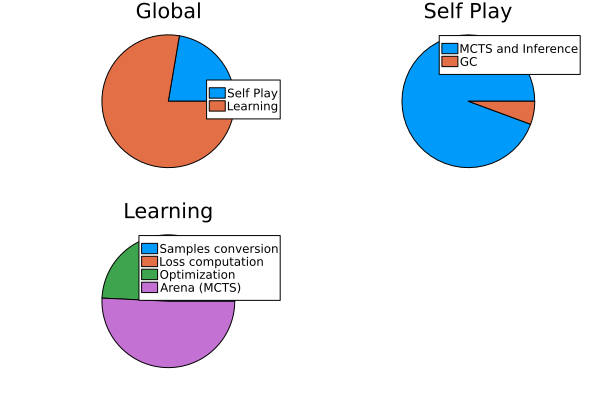 Global
Self Play
Learning
Self Play
MCTS and Inference
GC
Learning
Samples conversion
Loss computation
Optimization
Arena (MCTS)